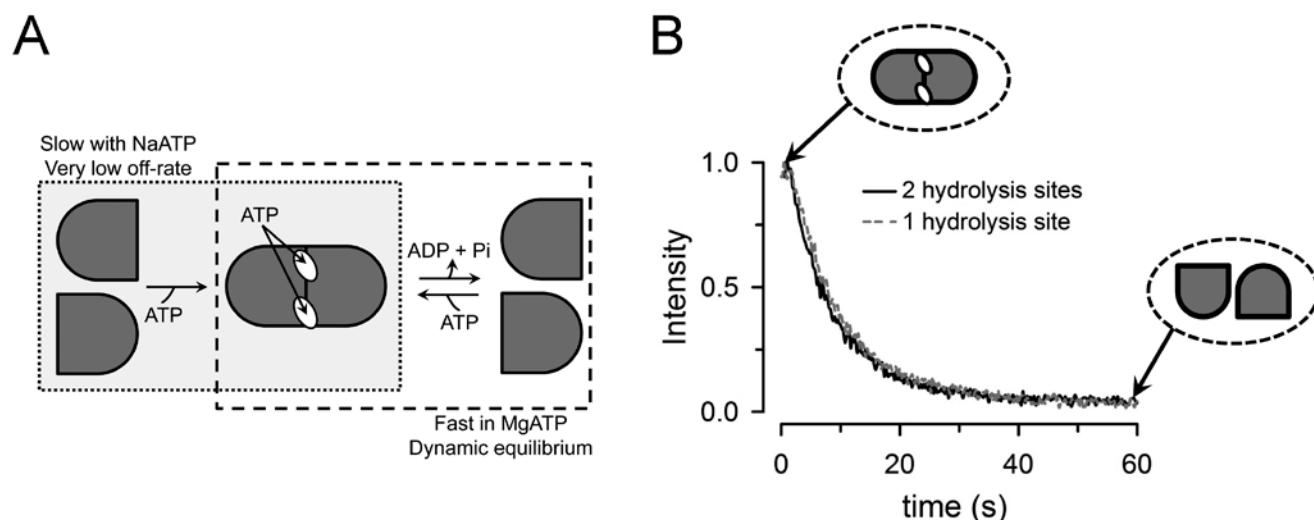 A
Slow with NaATP
Very low off-rate
ATP
ATP
ADP + Pi
ATP
Fast in MgATP
Dynamic equilibrium
B
Intensity
1.0
0.5
0.0
2 hydrolysis sites
1 hydrolysis site
0
20
40
60
time (s)